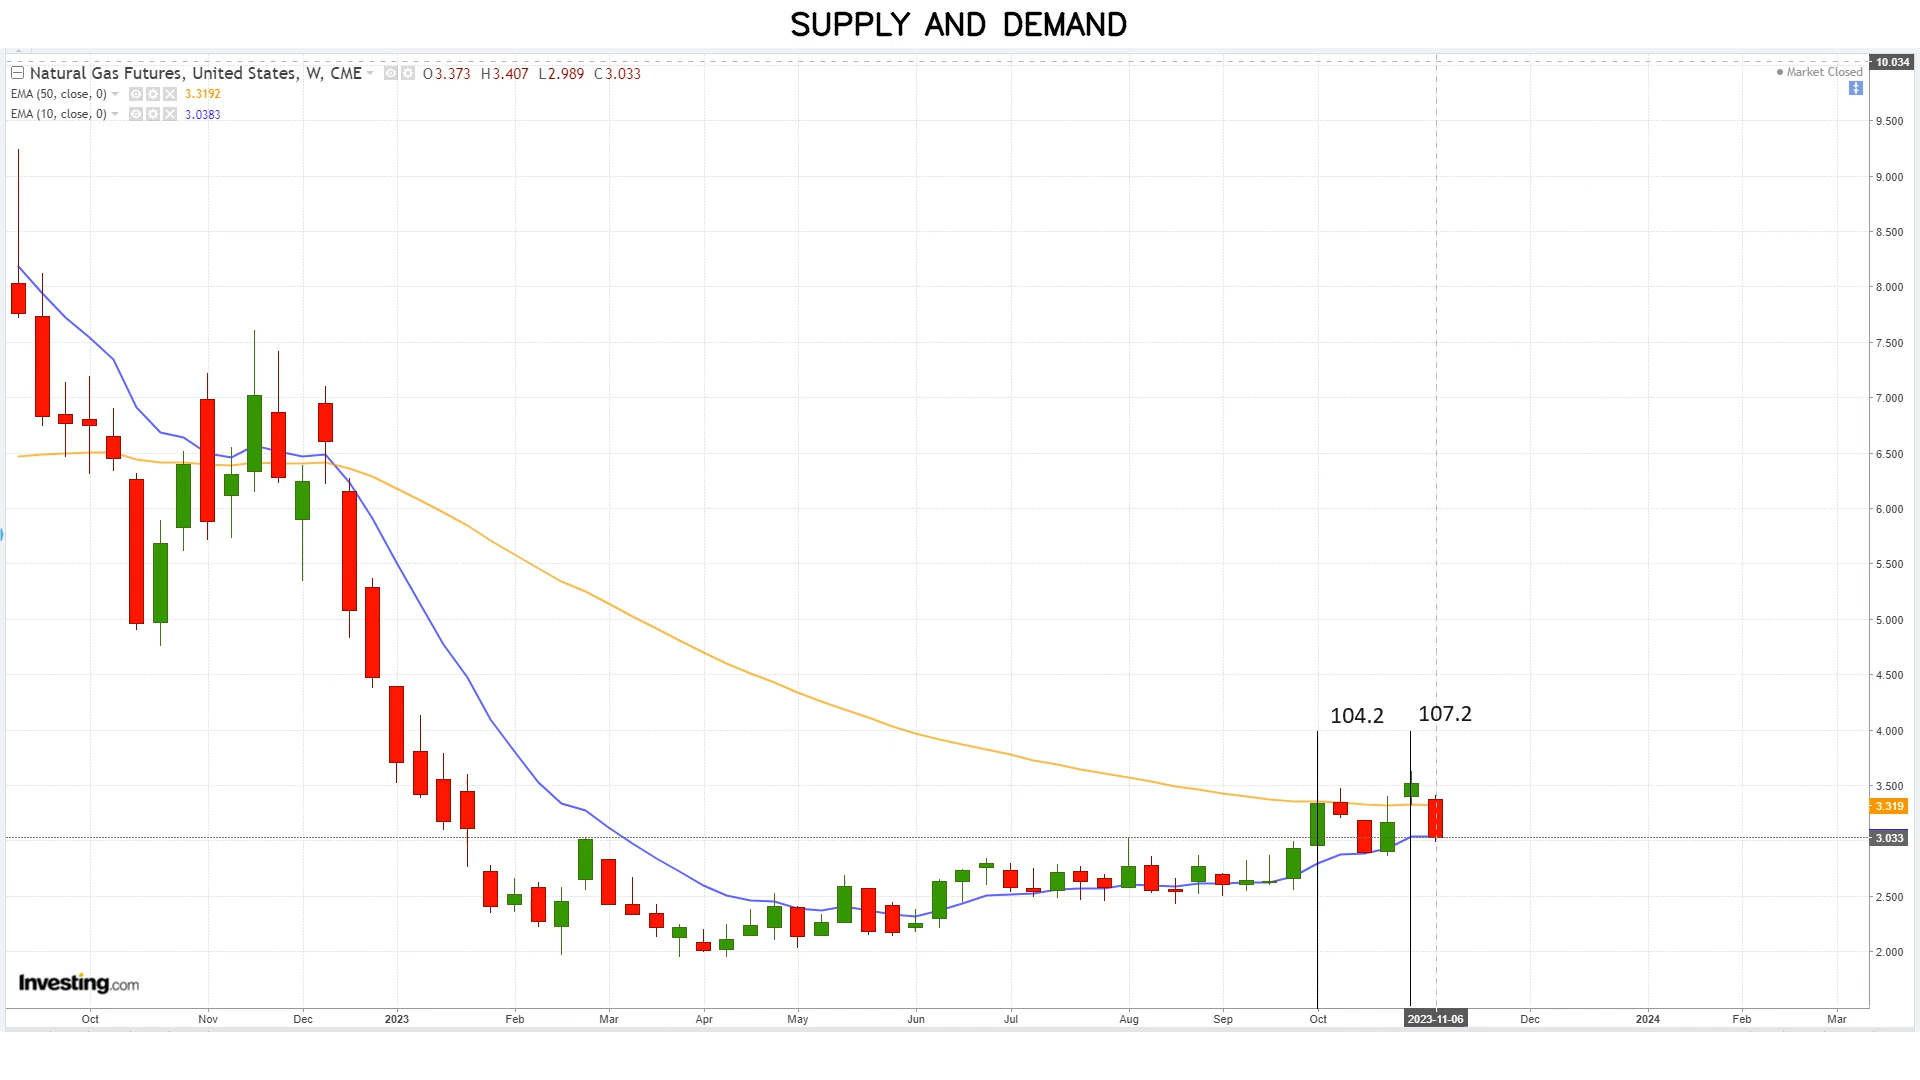 SUPPLY AND DEMAND
Natural Gas Futures, United States, W, CME O3.373 H3.407 L2.989 C3.033
EMA (50, close, 0) 3.3192
EMA (10, close, 0) 3.0383
Market Closed
10.034
9.500
9.000
8.500
8.000
7.500
7.000
6.500
6.000
5.500
5.000
4.500
104.2 107.2
4.000
3.500
3.319
3.033
2.500
2.000
Investing.com
Oct Nov Dec 2023 Feb Mar Apr May Jun Jul Aug Sep Oct 2023-11-06 Dec 2024 Feb Mar